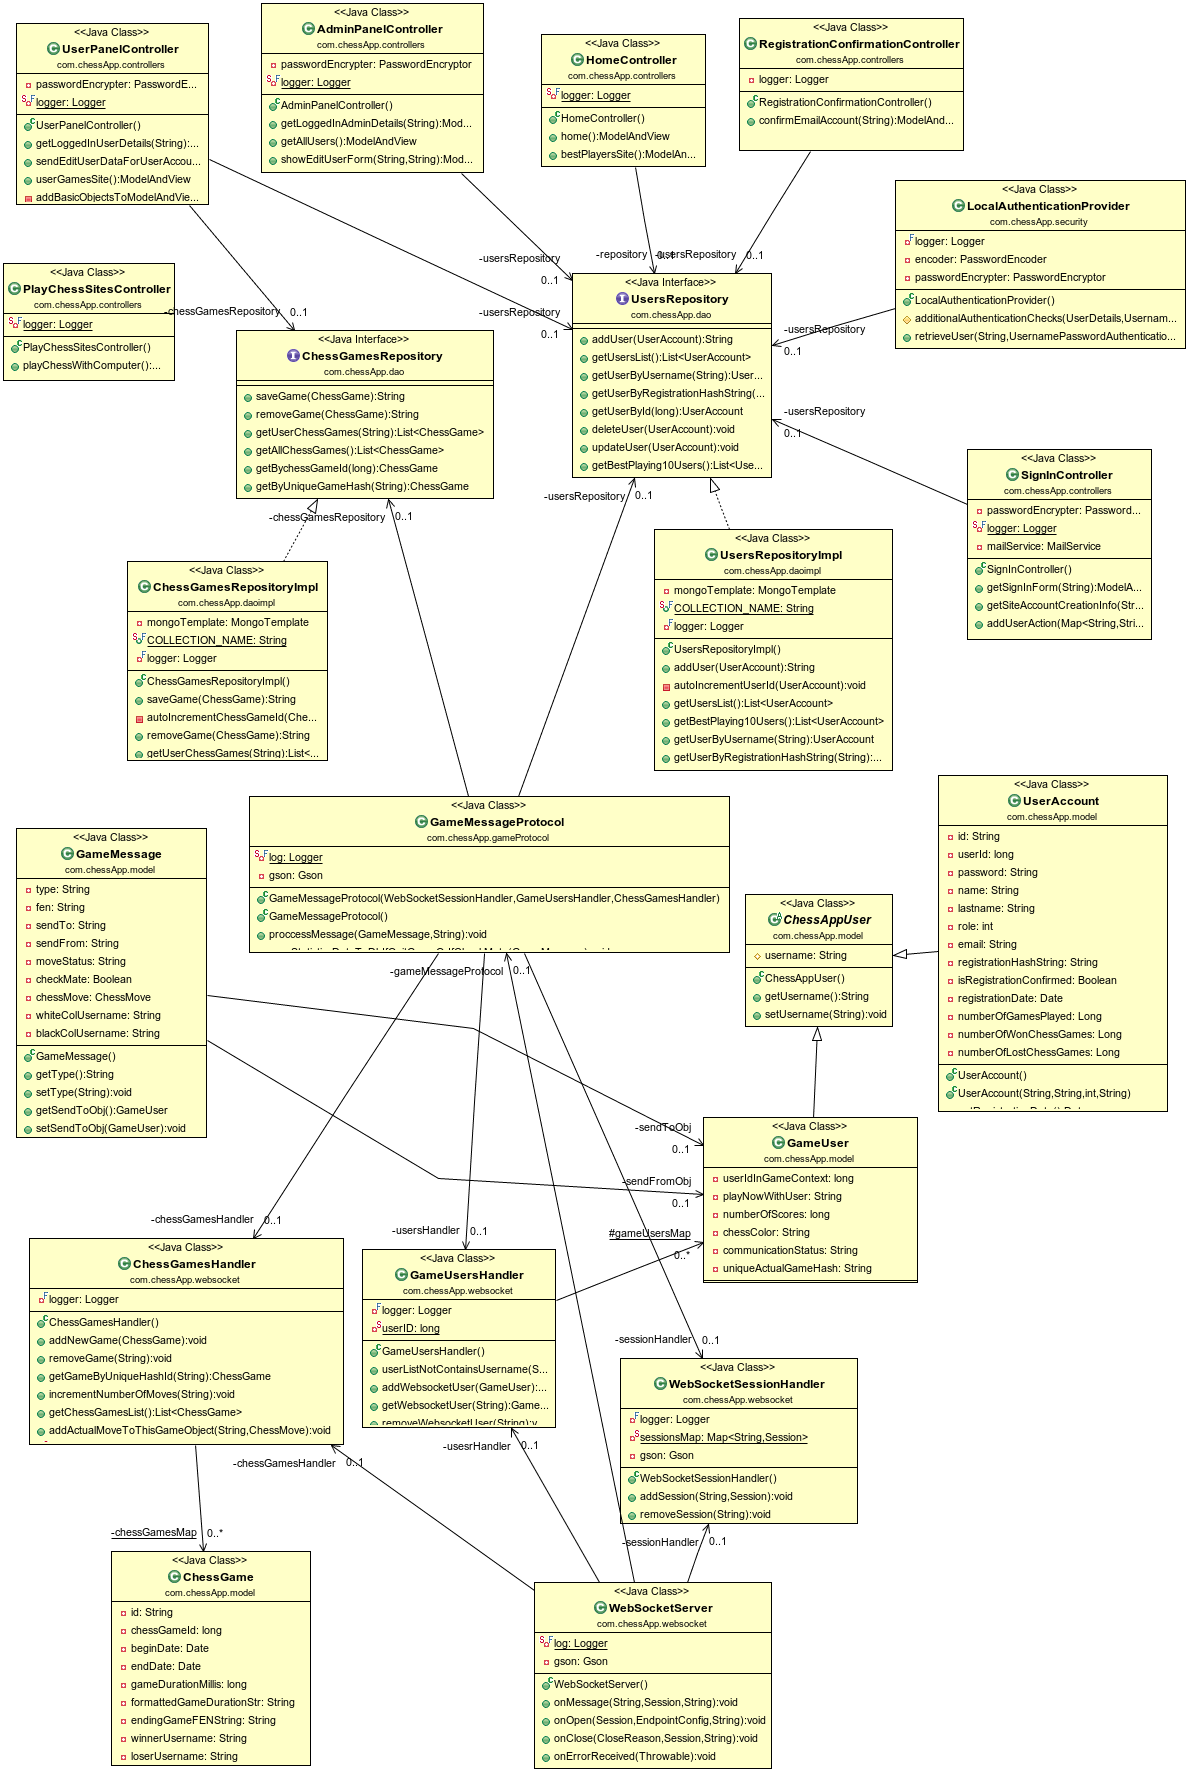 <<Java Class>>
UserPanelController
com.chessApp.controllers
passwordEncrypter: PasswordE...
logger: Logger
UserPanelController()
getLoggedInUserDetails(String):...
sendEditUserDataForUserAccou...
userGamesSite():ModelAndView
addBasicObjectsToModelAndVie...
<<Java Class>>
AdminPanelController
com.chessApp.controllers
passwordEncrypter: PasswordEncryptor
logger: Logger
AdminPanelController()
getLoggedInAdminDetails(String):Mod...
getAllUsers():ModelAndView
showEditUserForm(String,String):Mod...
<<Java Class>>
HomeController
com.chessApp.controllers
logger: Logger
HomeController()
home():ModelAndView
bestPlayersSite():ModelAn...
<<Java Class>>
RegistrationConfirmationController
com.chessApp.controllers
logger: Logger
RegistrationConfirmationController()
confirmEmailAccount(String):ModelAnd...
<<Java Class>>
LocalAuthenticationProvider
com.chessApp.security
logger: Logger
encoder: PasswordEncoder
passwordEncrypter: PasswordEncryptor
LocalAuthenticationProvider()
additionalAuthenticationChecks(UserDetails,Usernam...
retrieveUser(String,UsernamePasswordAuthenticatio...
<<Java Class>>
PlayChessSitesController
com.chessApp.controllers
logger: Logger
PlayChessSitesController()
playChessWithComputer():...
-chessGamesRepository 0..1
-usersRepository
0..1
-usersRepository
0..1
-repository 0..1
-usersRepository
0..1
-usersRepository
0..1
-usersRepository
0..1
<<Java Interface>>
ChessGamesRepository
com.chessApp.dao
saveGame(ChessGame):String
removeGame(ChessGame):String
getUserChessGames(String):List<ChessGame>
getAllChessGames():List<ChessGame>
getBychessGameId(long):ChessGame
getByUniqueGameHash(String):ChessGame
<<Java Interface>>
UsersRepository
com.chessApp.dao
addUser(UserAccount):String
getUsersList():List<UserAccount>
getUserByUsername(String):User...
getUserByRegistrationHashString(...
getUserById(long):UserAccount
deleteUser(UserAccount):void
updateUser(UserAccount):void
getBestPlaying10Users():List<Use...
<<Java Class>>
SignInController
com.chessApp.controllers
passwordEncrypter: Password...
logger: Logger
mailService: MailService
SignInController()
getSignInForm(String):ModelA...
getSiteAccountCreationInfo(Str...
addUserAction(Map<String,Stri...
-chessGamesRepository 0..1
-usersRepository 0..1
<<Java Class>>
ChessGamesRepositoryImpl
com.chessApp.daoimpl
mongoTemplate: MongoTemplate
COLLECTION_NAME: String
logger: Logger
ChessGamesRepositoryImpl()
saveGame(ChessGame):String
autoIncrementChessGameId(Che...
removeGame(ChessGame):String
getUserChessGames(String):List<...
<<Java Class>>
UsersRepositoryImpl
com.chessApp.daoimpl
mongoTemplate: MongoTemplate
COLLECTION_NAME: String
logger: Logger
UsersRepositoryImpl()
addUser(UserAccount):String
autoIncrementUserId(UserAccount):void
getUsersList():List<UserAccount>
getBestPlaying10Users():List<UserAccount>
getUserByUsername(String):UserAccount
getUserByRegistrationHashString(String):...
<<Java Class>>
GameMessageProtocol
com.chessApp.gameProtocol
log: Logger
gson: Gson
GameMessageProtocol(WebSocketSessionHandler,GameUsersHandler,ChessGamesHandler)
GameMessageProtocol()
proccessMessage(GameMessage,String):void
<<Java Class>>
GameMessage
com.chessApp.model
type: String
fen: String
sendTo: String
sendFrom: String
moveStatus: String
checkMate: Boolean
chessMove: ChessMove
whiteColUsername: String
blackColUsername: String
GameMessage()
getType():String
setType(String):void
getSendToObj():GameUser
setSendToObj(GameUser):void
<<Java Class>>
ChessAppUser
com.chessApp.model
username: String
ChessAppUser()
getUsername():String
setUsername(String):void
<<Java Class>>
UserAccount
com.chessApp.model
id: String
userId: long
password: String
name: String
lastname: String
role: int
email: String
registrationHashString: String
isRegistrationConfirmed: Boolean
registrationDate: Date
numberOfGamesPlayed: Long
numberOfWonChessGames: Long
numberOfLostChessGames: Long
UserAccount()
UserAccount(String,String,int,String)
-gameMessageProtocol 0..1
-sendToObj
0..1
-sendFromObj
0..1
#gameUsersMap
0..*
-chessGamesHandler 0..1
-usersHandler 0..1
-sessionHandler 0..1
<<Java Class>>
GameUser
com.chessApp.model
userIdInGameContext: long
playNowWithUser: String
numberOfScores: long
chessColor: String
communicationStatus: String
uniqueActualGameHash: String
<<Java Class>>
ChessGamesHandler
com.chessApp.websocket
logger: Logger
ChessGamesHandler()
addNewGame(ChessGame):void
removeGame(String):void
getGameByUniqueHashId(String):ChessGame
incrementNumberOfMoves(String):void
getChessGamesList():List<ChessGame>
addActualMoveToThisGameObject(String,ChessMove):void
<<Java Class>>
GameUsersHandler
com.chessApp.websocket
logger: Logger
userID: long
GameUsersHandler()
userListNotContainsUsername(S...
addWebsocketUser(GameUser):...
getWebsocketUser(String):Game...
removeWebsocketUser(String):v...
<<Java Class>>
WebSocketSessionHandler
com.chessApp.websocket
logger: Logger
sessionsMap: Map<String,Session>
gson: Gson
WebSocketSessionHandler()
addSession(String,Session):void
removeSession(String):void
-usesrHandler 0..1
-chessGamesHandler 0..1
-sessionHandler 0..1
-chessGamesMap 0..*
<<Java Class>>
ChessGame
com.chessApp.model
id: String
chessGameId: long
beginDate: Date
endDate: Date
gameDurationMillis: long
formattedGameDurationStr: String
endingGameFENString: String
winnerUsername: String
loserUsername: String
<<Java Class>>
WebSocketServer
com.chessApp.websocket
log: Logger
gson: Gson
WebSocketServer()
onMessage(String,Session,String):void
onOpen(Session,EndpointConfig,String):void
onClose(CloseReason,Session,String):void
onErrorReceived(Throwable):void